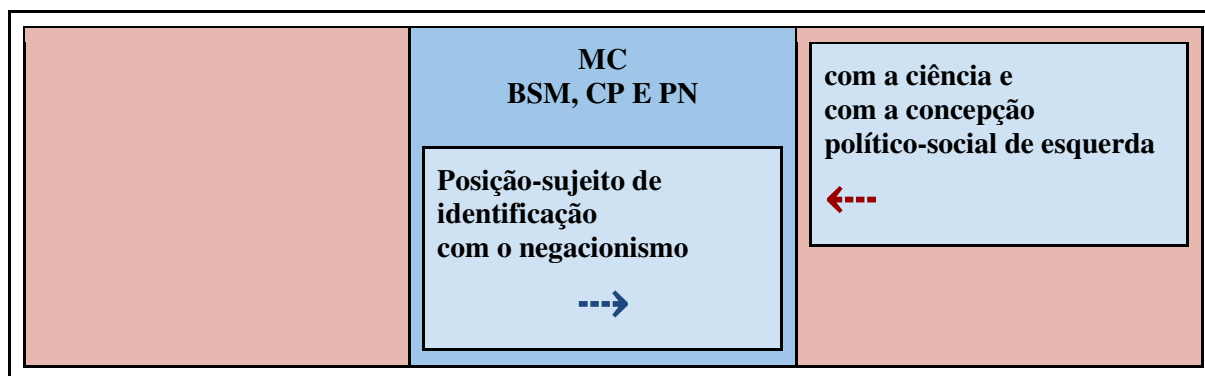 MC
BSM, CP E PN
Posição-sujeito de
identificação
com o negacionismo
com a ciência e
com a concepção
político-social de esquerda